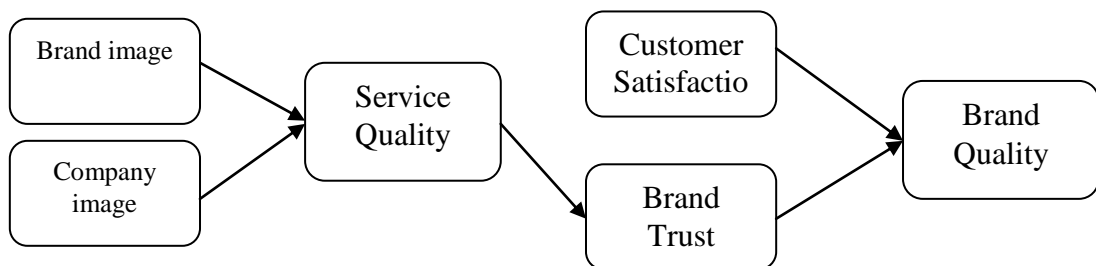 Brand image
Company
image
Service
Quality
Customer
Satisfactio
Brand
Trust
Brand
Quality